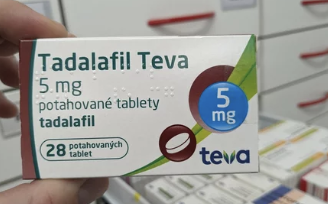 Tadalafil Teva
5 mg
potahované tablety
tadalafil
5
mg
28 potahovaných
tablet
teva